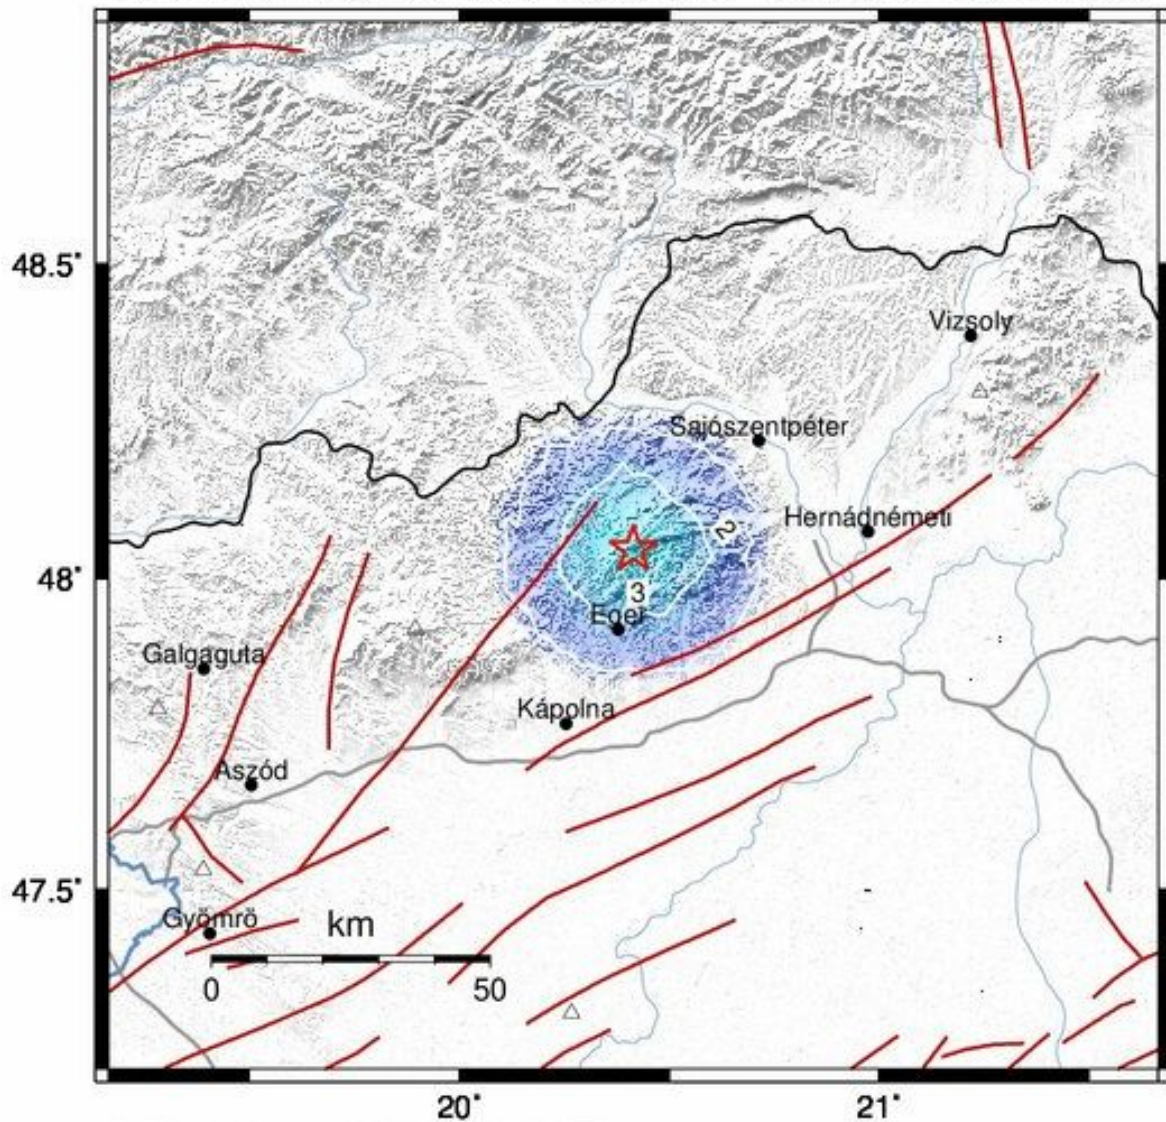 48.5°
Vizsoly
Sajószentpéter
2
Hernádnémeti
48°
3
Eger
Galgaguta
Kápolna
Aszód
47.5°
Gyömrö
km
0
50
20°
21°